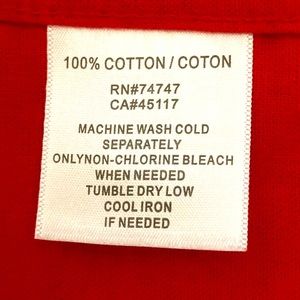 100% COTTON / COTON
RN#74747
CA#45117
MACHINE WASH COLD
SEPARATELY
ONLYNON-CHLORINE BLEACH
WHEN NEEDED
TUMBLE DRY LOW
COOL IRON
IF NEEDED